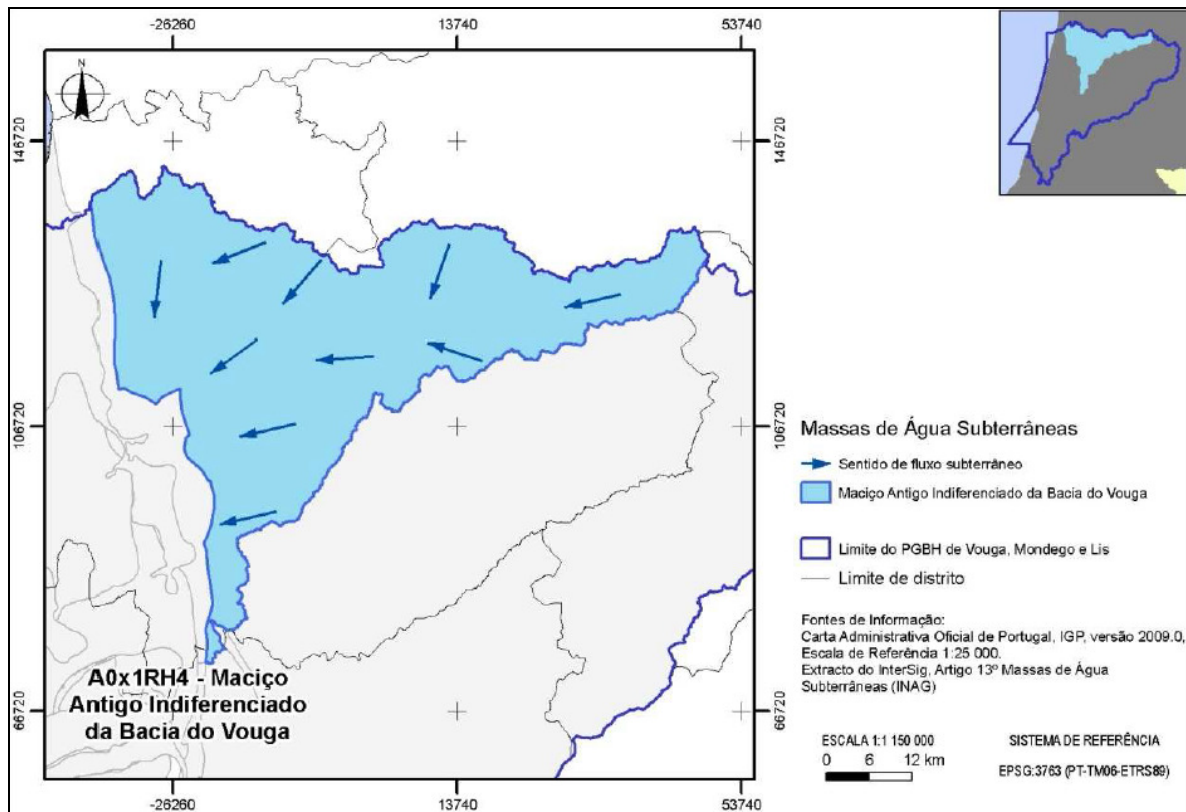 -26260
13740
53740
N
146720
146720
106720
106720
66720
66720
A0x1RH4 - Maciço
Antigo Indiferenciado
da Bacia do Vouga
-26260
13740
53740
Massas de Água Subterrâneas
Sentido de fluxo subterrâneo
Maciço Antigo Indiferenciado da Bacia do Vouga
Limite do PGBH de Vouga, Mondego e Lis
Limite de distrito
Fontes de Informação:
Carta Administrativa Oficial de Portugal, IGP, versão 2009.0,
Escala de Referência 1:25 000.
Extracto do InterSig, Artigo 13º Massas de Água
Subterrâneas (INAG)
ESCALA 1:1 150 000
0 6 12 km
SISTEMA DE REFERÊNCIA
EPSG:3763 (PT-TM06-ETRS89)